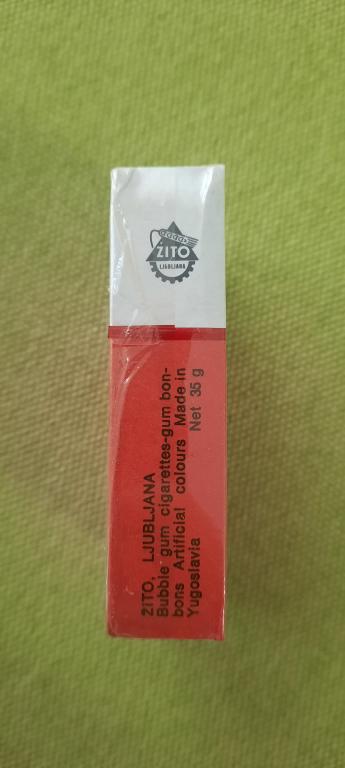 ŽITO
LJUBLJANA
ŽITO, LJUBLJANA
Bubble gum cigarettes-gum bon-
bons Artificial colours Made in
Yugoslavia Net 35 g